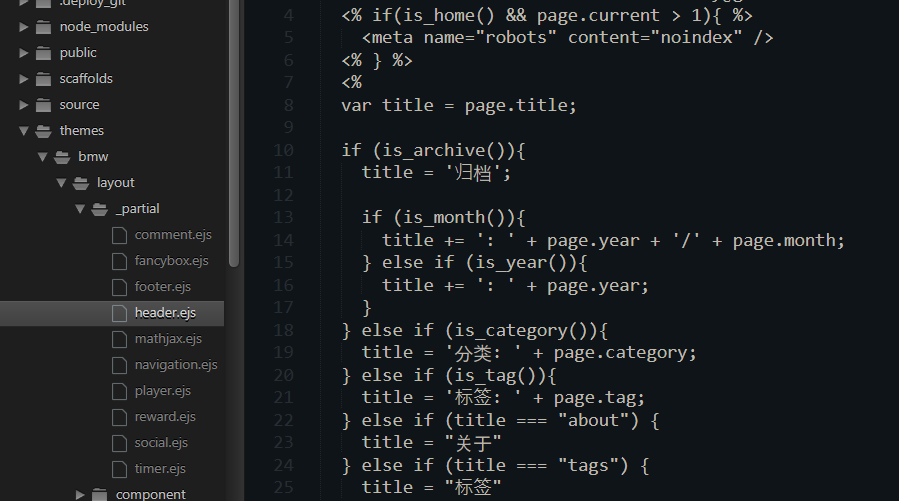 .deploy_git
node_modules
public
scaffolds
source
themes
bmw
layout
_partial
comment.ejs
fancybox.ejs
footer.ejs
header.ejs
mathjax.ejs
navigation.ejs
player.ejs
reward.ejs
social.ejs
timer.ejs
component
4 <% if(is_home() && page.current > 1){ %>
5 <meta name="robots" content="noindex" />
6 <% } %>
7 <%
8 var title = page.title;
9
10 if (is_archive()){
11 title = '归档';
12
13 if (is_month()){
14 title += ': ' + page.year + '/' + page.month;
15 } else if (is_year()){
16 title += ': ' + page.year;
17 }
18 } else if (is_category()){
19 title = '分类: ' + page.category;
20 } else if (is_tag()){
21 title = '标签: ' + page.tag;
22 } else if (title === "about") {
23 title = "关于"
24 } else if (title === "tags") {
25 title = "标签"